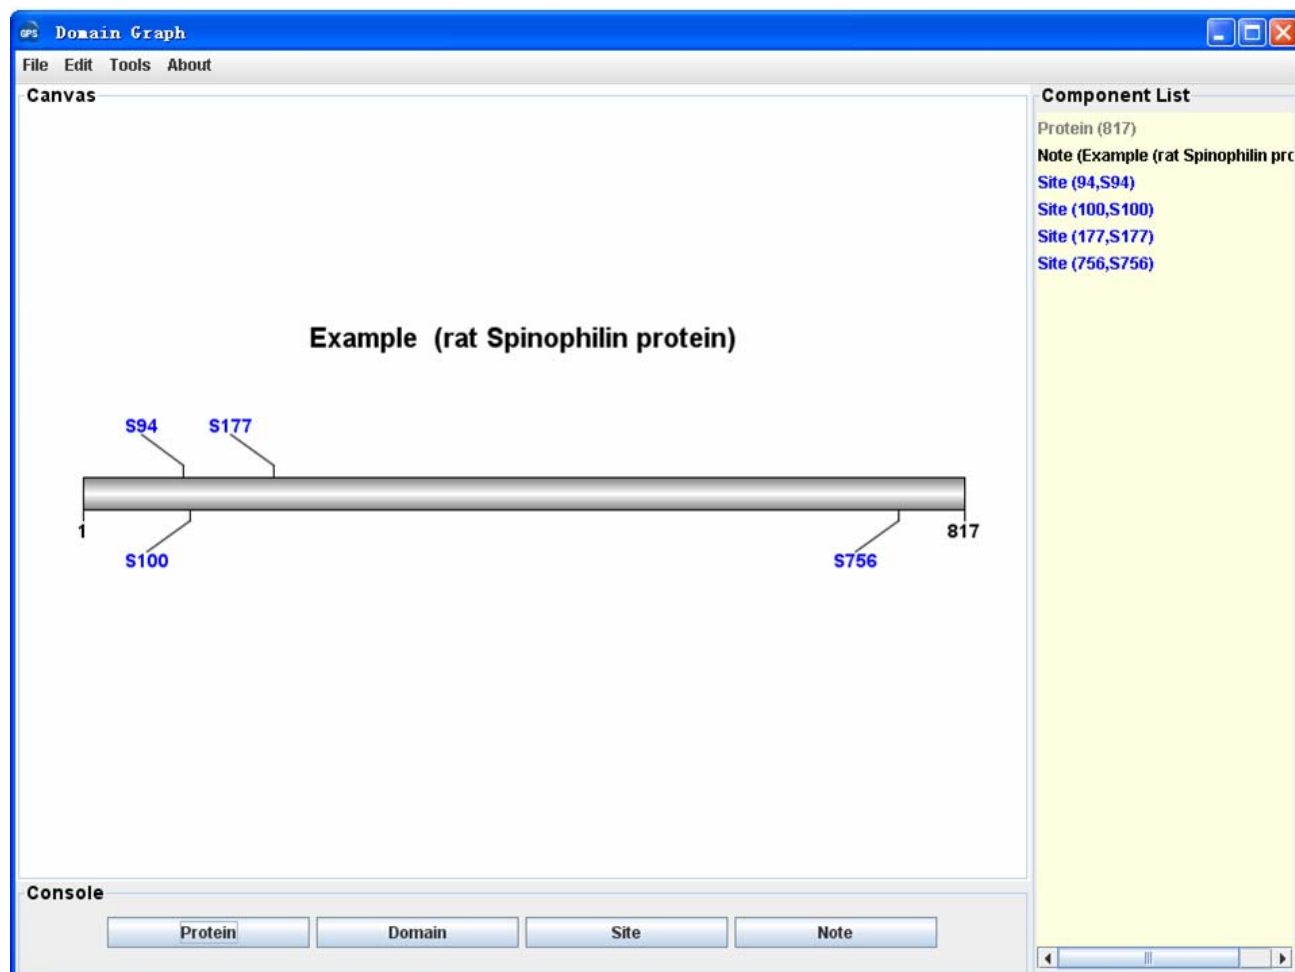 GPS Domain Graph
File Edit Tools About
Canvas
Component List
Protein (817)
Note (Example (rat Spinophilin prc
Site (94,S94)
Site (100,S100)
Site (177,S177)
Site (756,S756)
Example (rat Spinophilin protein)
S94 S177
1 817
S100 S756
Console
Protein Domain Site Note